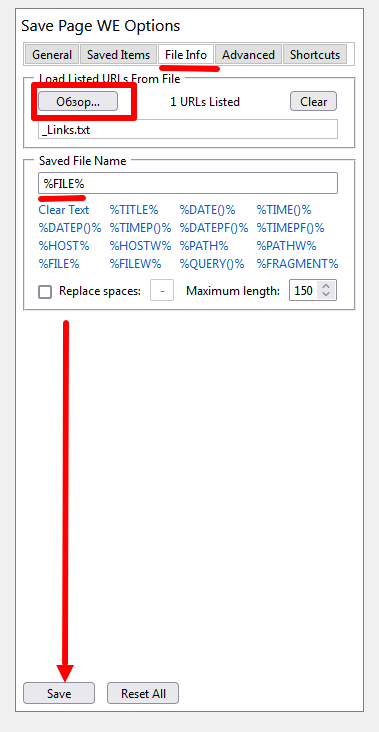 Save Page WE Options
General Saved Items File Info Advanced Shortcuts
Load Listed URLs From File
Обзор... 1 URLs Listed Clear
_Links.txt
Saved File Name
%FILE%
Clear Text %TITLE% %DATE()% %TIME()%
%DATEP()% %TIMEP()% %DATEPF()% %TIMEPF()%
%HOST% %HOSTW% %PATH% %PATHW%
%FILE% %FILEW% %QUERY()% %FRAGMENT%
Replace spaces: - Maximum length: 150
Save Reset All